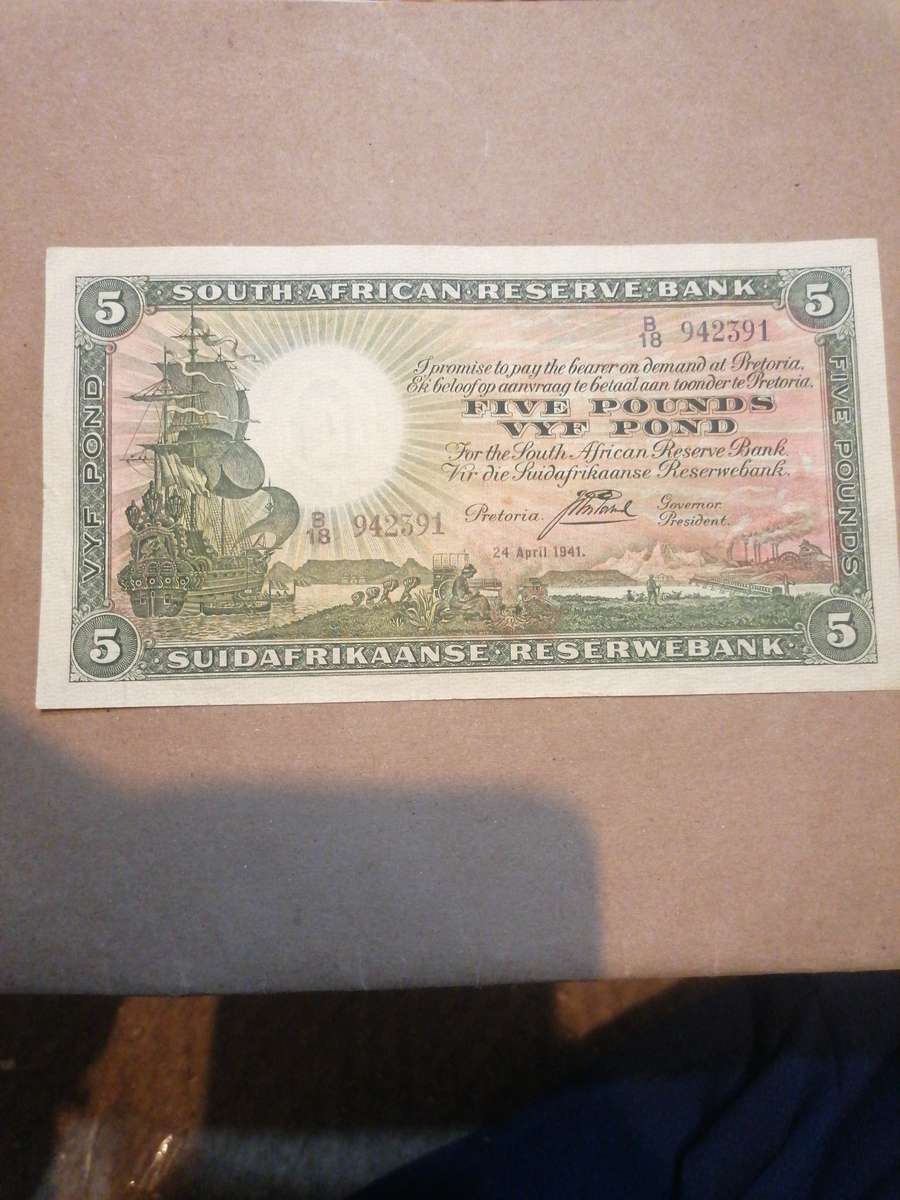 5 SOUTH·AFRICAN·RESERVE·BANK 5
B/18 942391
I promise to pay the bearer on demand at Pretoria.
Ek beloof op aanvraag te betaal aan toonder te Pretoria.
FIVE POUNDS
VYF POND
For the South African Reserve Bank.
Vir die Suidafrikaanse Reserwebank.
VYF POND
FIVE POUNDS
B/18 942391
Pretoria.
Governor.
President.
24 April 1941.
5 SUIDAFRIKAANSE·RESERWEBANK 5